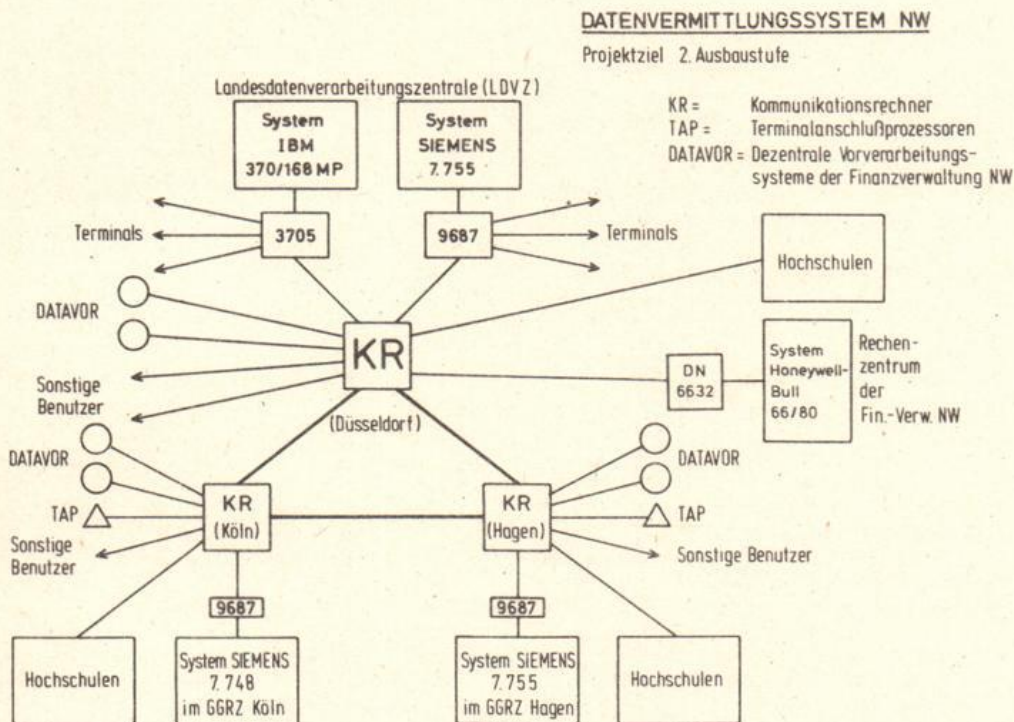 DATENVERMITTLUNGSSYSTEM NW
Projektziel 2. Ausbaustufe
KR = Kommunikationsrechner
TAP = Terminalanschlußprozessoren
DATAVOR = Dezentrale Vorverarbeitungs-
systeme der Finanzverwaltung NW
Landesdatenverarbeitungszentrale (LDVZ)
System
IBM
370/168 MP
System
SIEMENS
7.755
Terminals
3705
9687
Terminals
Hochschulen
DATAVOR
KR
(Düsseldorf)
Sonstige
Benutzer
DN
6632
System
Honeywell-
Bull
66/80
Rechen-
zentrum
der
Fin.-Verw. NW
DATAVOR
TAP
Sonstige
Benutzer
KR
(Köln)
KR
(Hagen)
DATAVOR
TAP
Sonstige Benutzer
9687
9687
Hochschulen
System SIEMENS
7.748
im GGRZ Köln
System SIEMENS
7.755
im GGRZ Hagen
Hochschulen